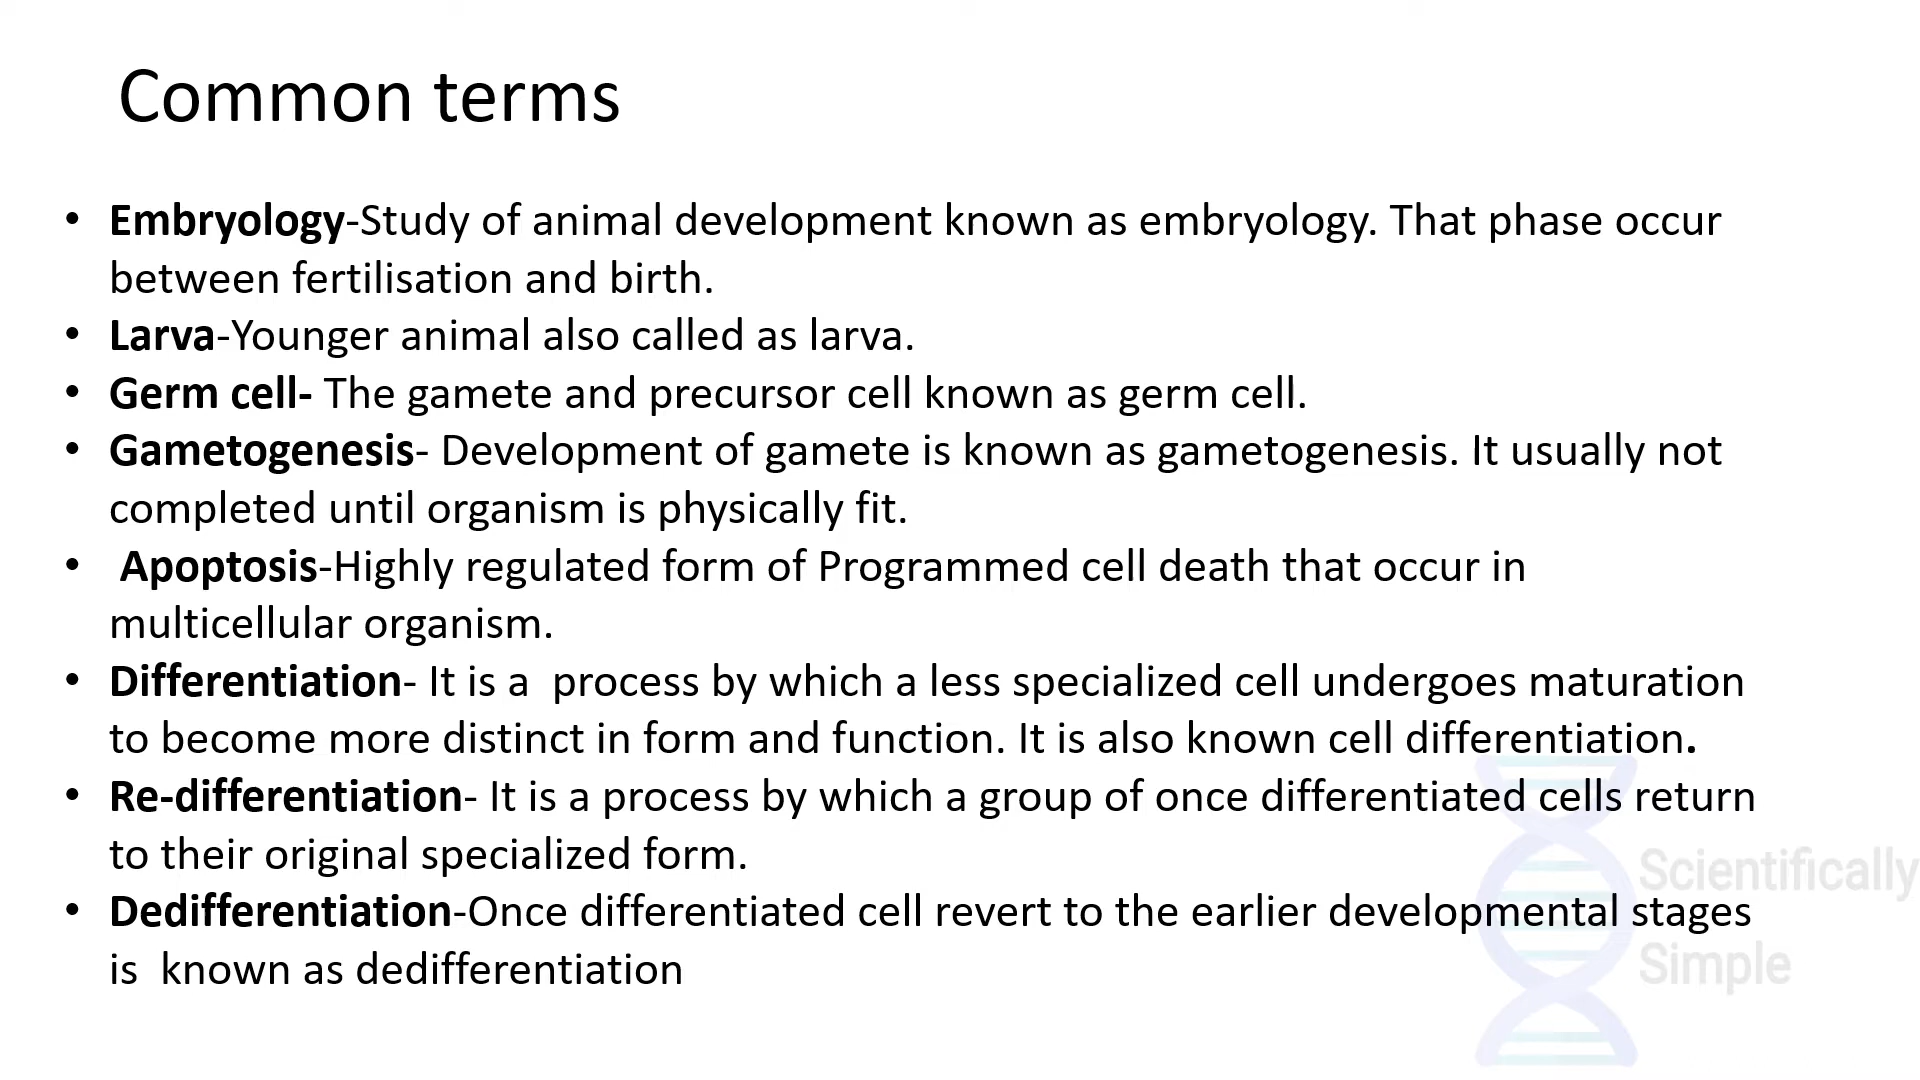 Common terms
• Embryology-Study of animal development known as embryology. That phase occur
between fertilisation and birth.
• Larva-Younger animal also called as larva.
• Germ cell- The gamete and precursor cell known as germ cell.
• Gametogenesis- Development of gamete is known as gametogenesis. It usually not
completed until organism is physically fit.
• Apoptosis-Highly regulated form of Programmed cell death that occur in
multicellular organism.
• Differentiation- It is a process by which a less specialized cell undergoes maturation
to become more distinct in form and function. It is also known cell differentiation.
• Re-differentiation- It is a process by which a group of once differentiated cells return
to their original specialized form.
• Dedifferentiation-Once differentiated cell revert to the earlier developmental stages
is known as dedifferentiation
Scientifically
Simple